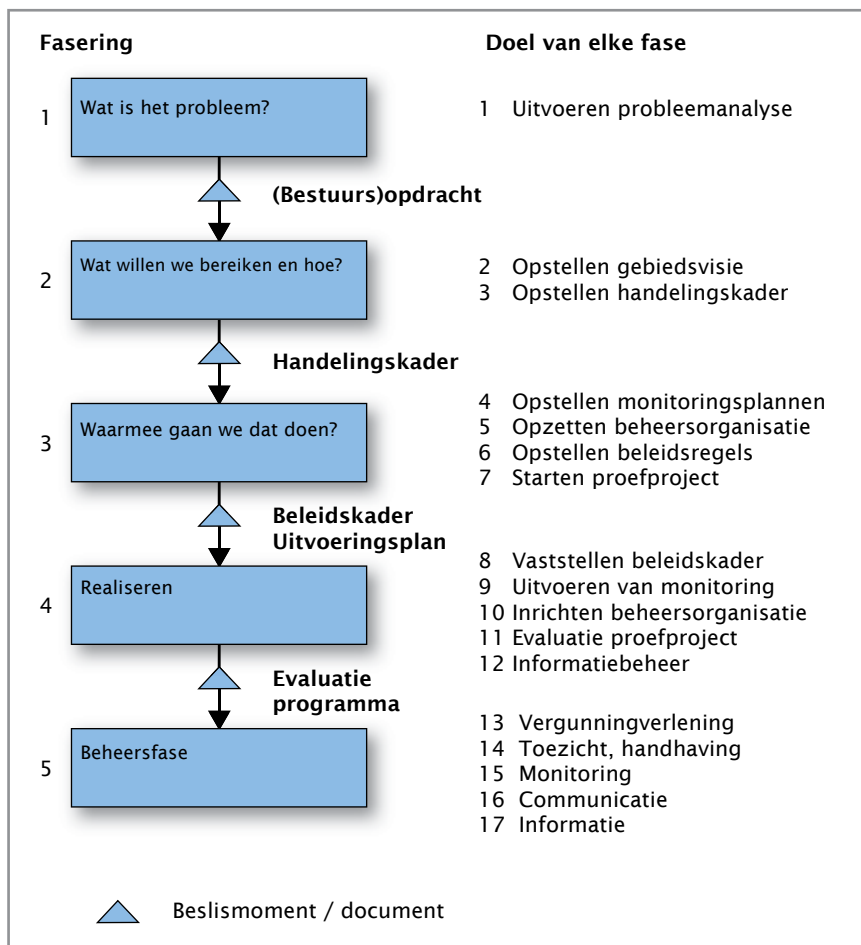 Fasering
Doel van elke fase
1
Wat is het probleem?
1 Uitvoeren probleemanalyse
(Bestuurs)opdracht
2
Wat willen we bereiken en hoe?
2 Opstellen gebiedsvisie
3 Opstellen handelingskader
Handelingskader
3
Waarmee gaan we dat doen?
4 Opstellen monitoringsplannen
5 Opzetten beheersorganisatie
6 Opstellen beleidsregels
7 Starten proefproject
Beleidskader
Uitvoeringsplan
4
Realiseren
8 Vaststellen beleidskader
9 Uitvoeren van monitoring
10 Inrichten beheersorganisatie
11 Evaluatie proefproject
12 Informatiebeheer
Evaluatie
programma
5
Beheersfase
13 Vergunningverlening
14 Toezicht, handhaving
15 Monitoring
16 Communicatie
17 Informatie
Beslismoment / document